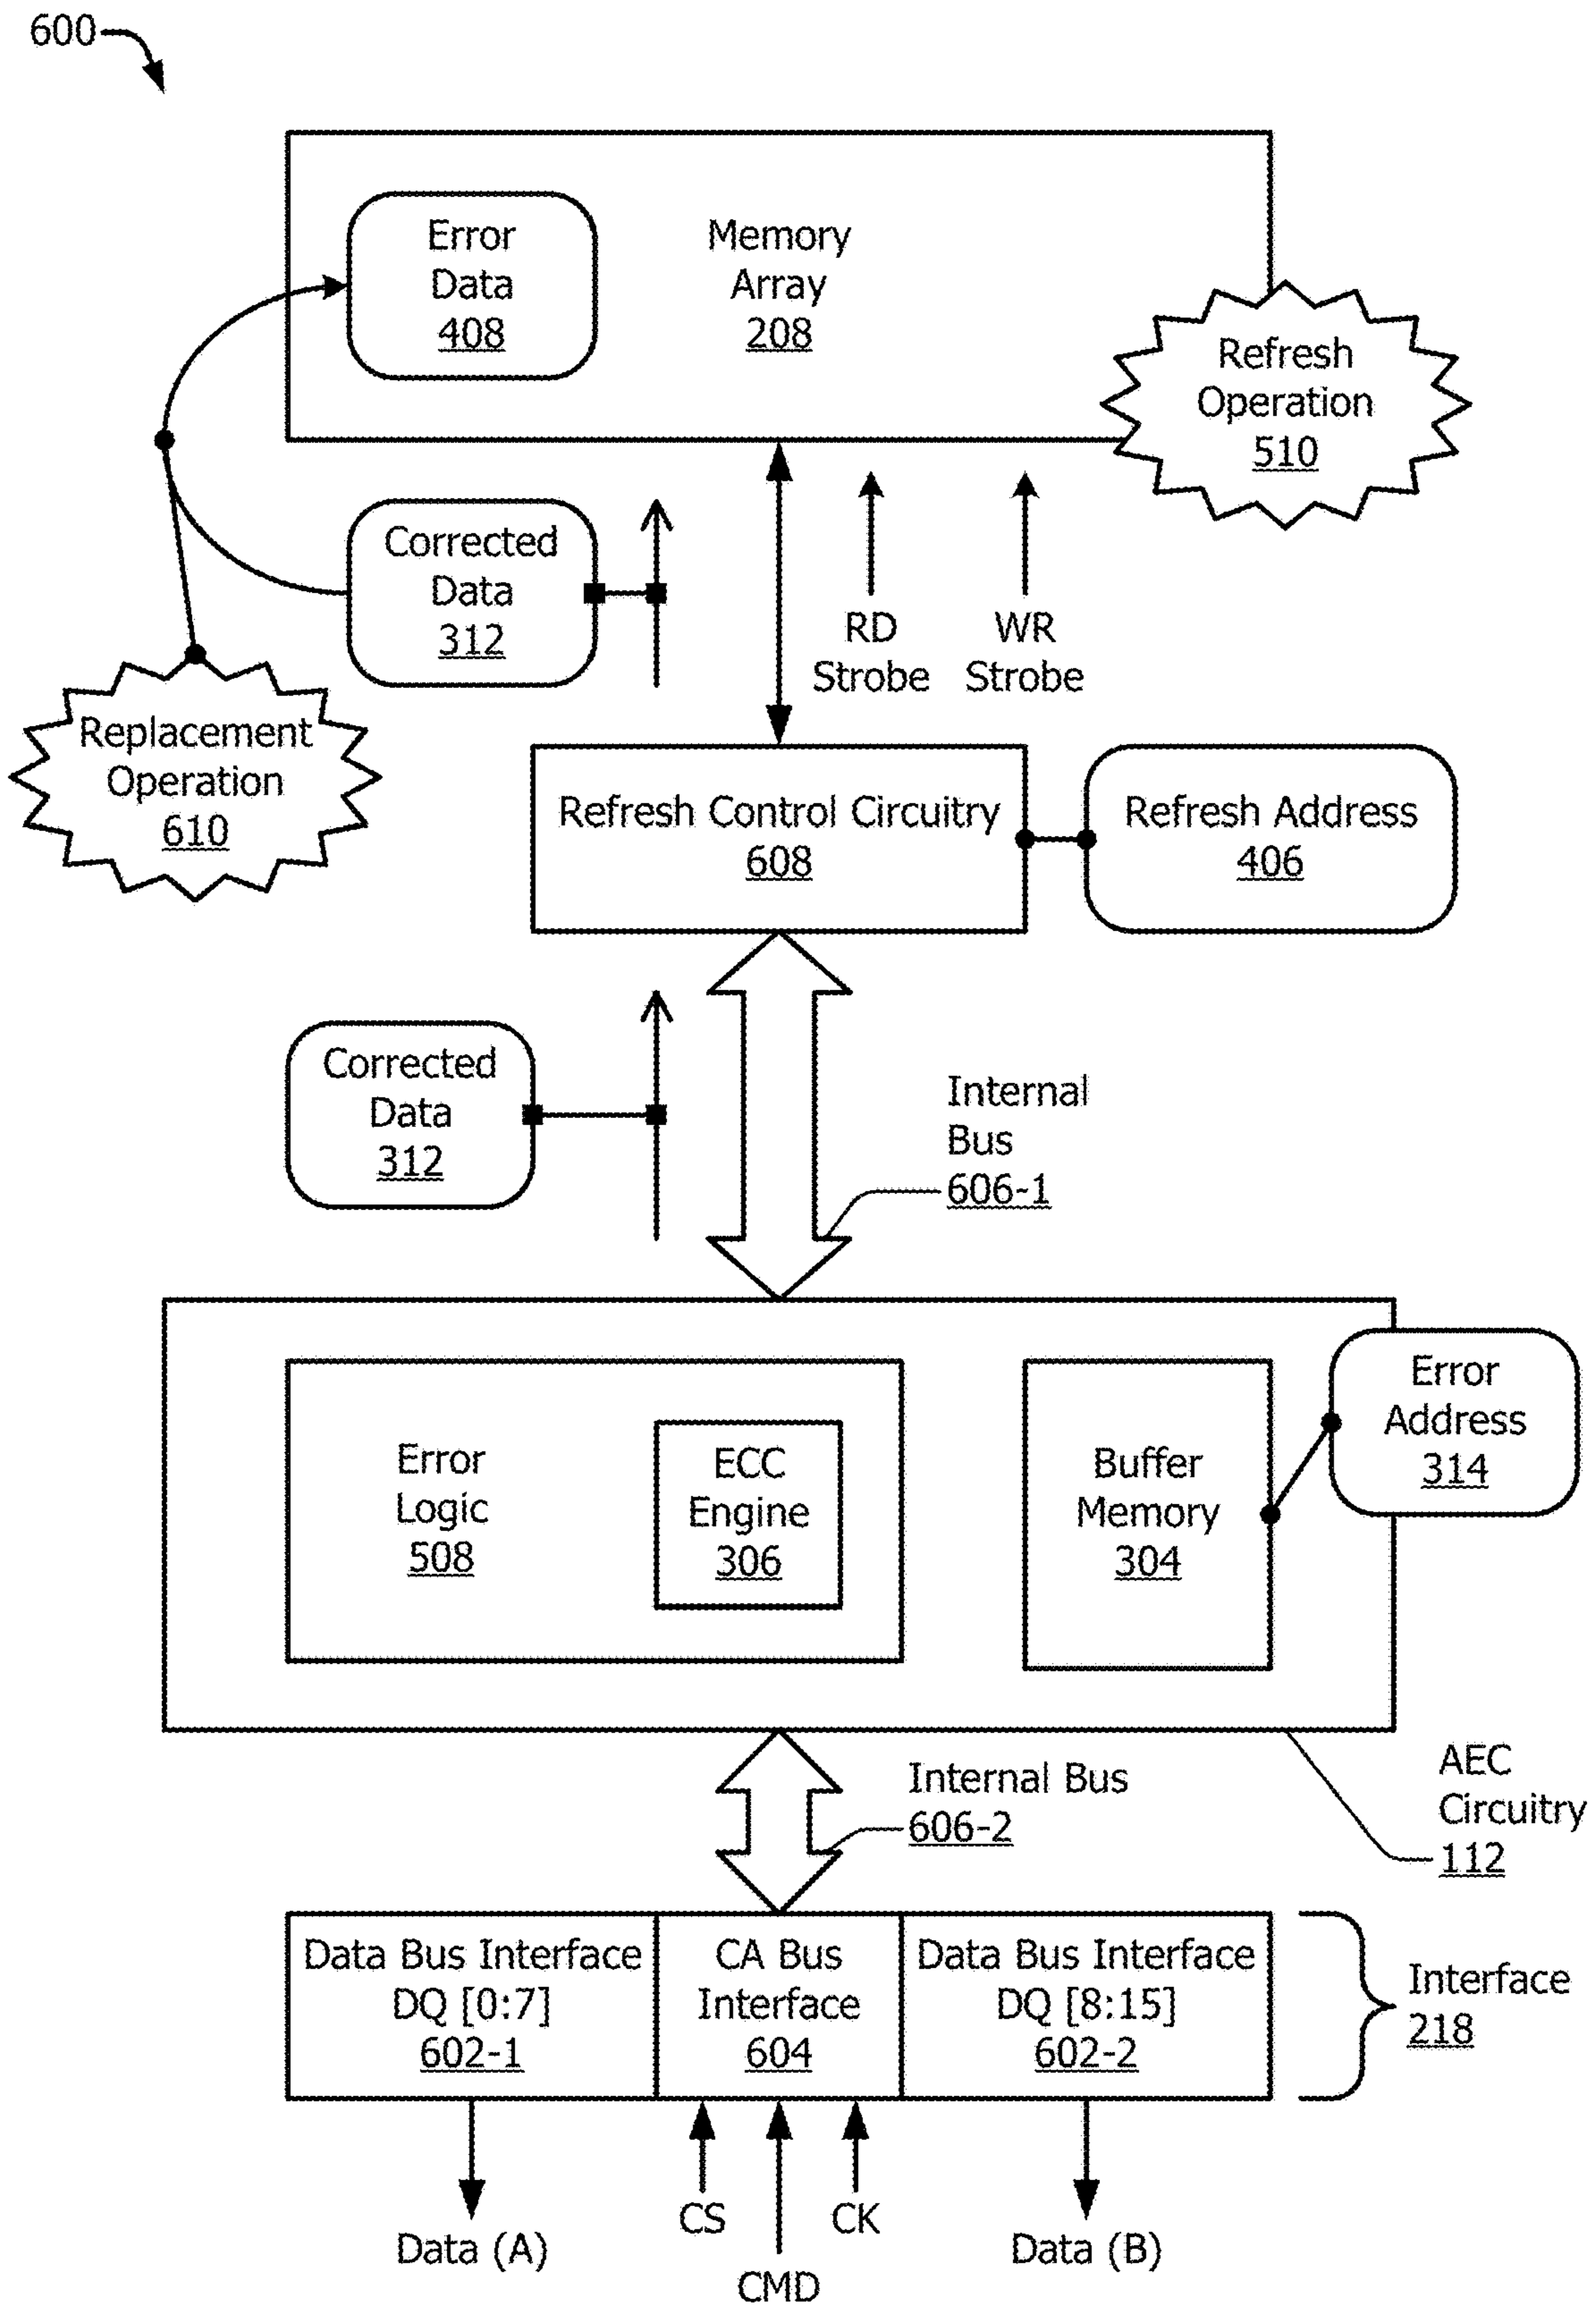 600
Error
Data
408
Memory
Array
208
Refresh
Operation
510
Corrected
Data
312
RD
Strobe
WR
Strobe
Replacement
Operation
610
Refresh Control Circuitry
608
Refresh Address
406
Corrected
Data
312
Internal
Bus
606-1
Error
Logic
508
ECC
Engine
306
Buffer
Memory
304
Error
Address
314
Internal Bus
606-2
AEC
Circuitry
112
Data Bus Interface
DQ [0:7]
602-1
CA Bus
Interface
604
Data Bus Interface
DQ [8:15]
602-2
Interface
218
CS
CK
Data (A)
Data (B)
CMD